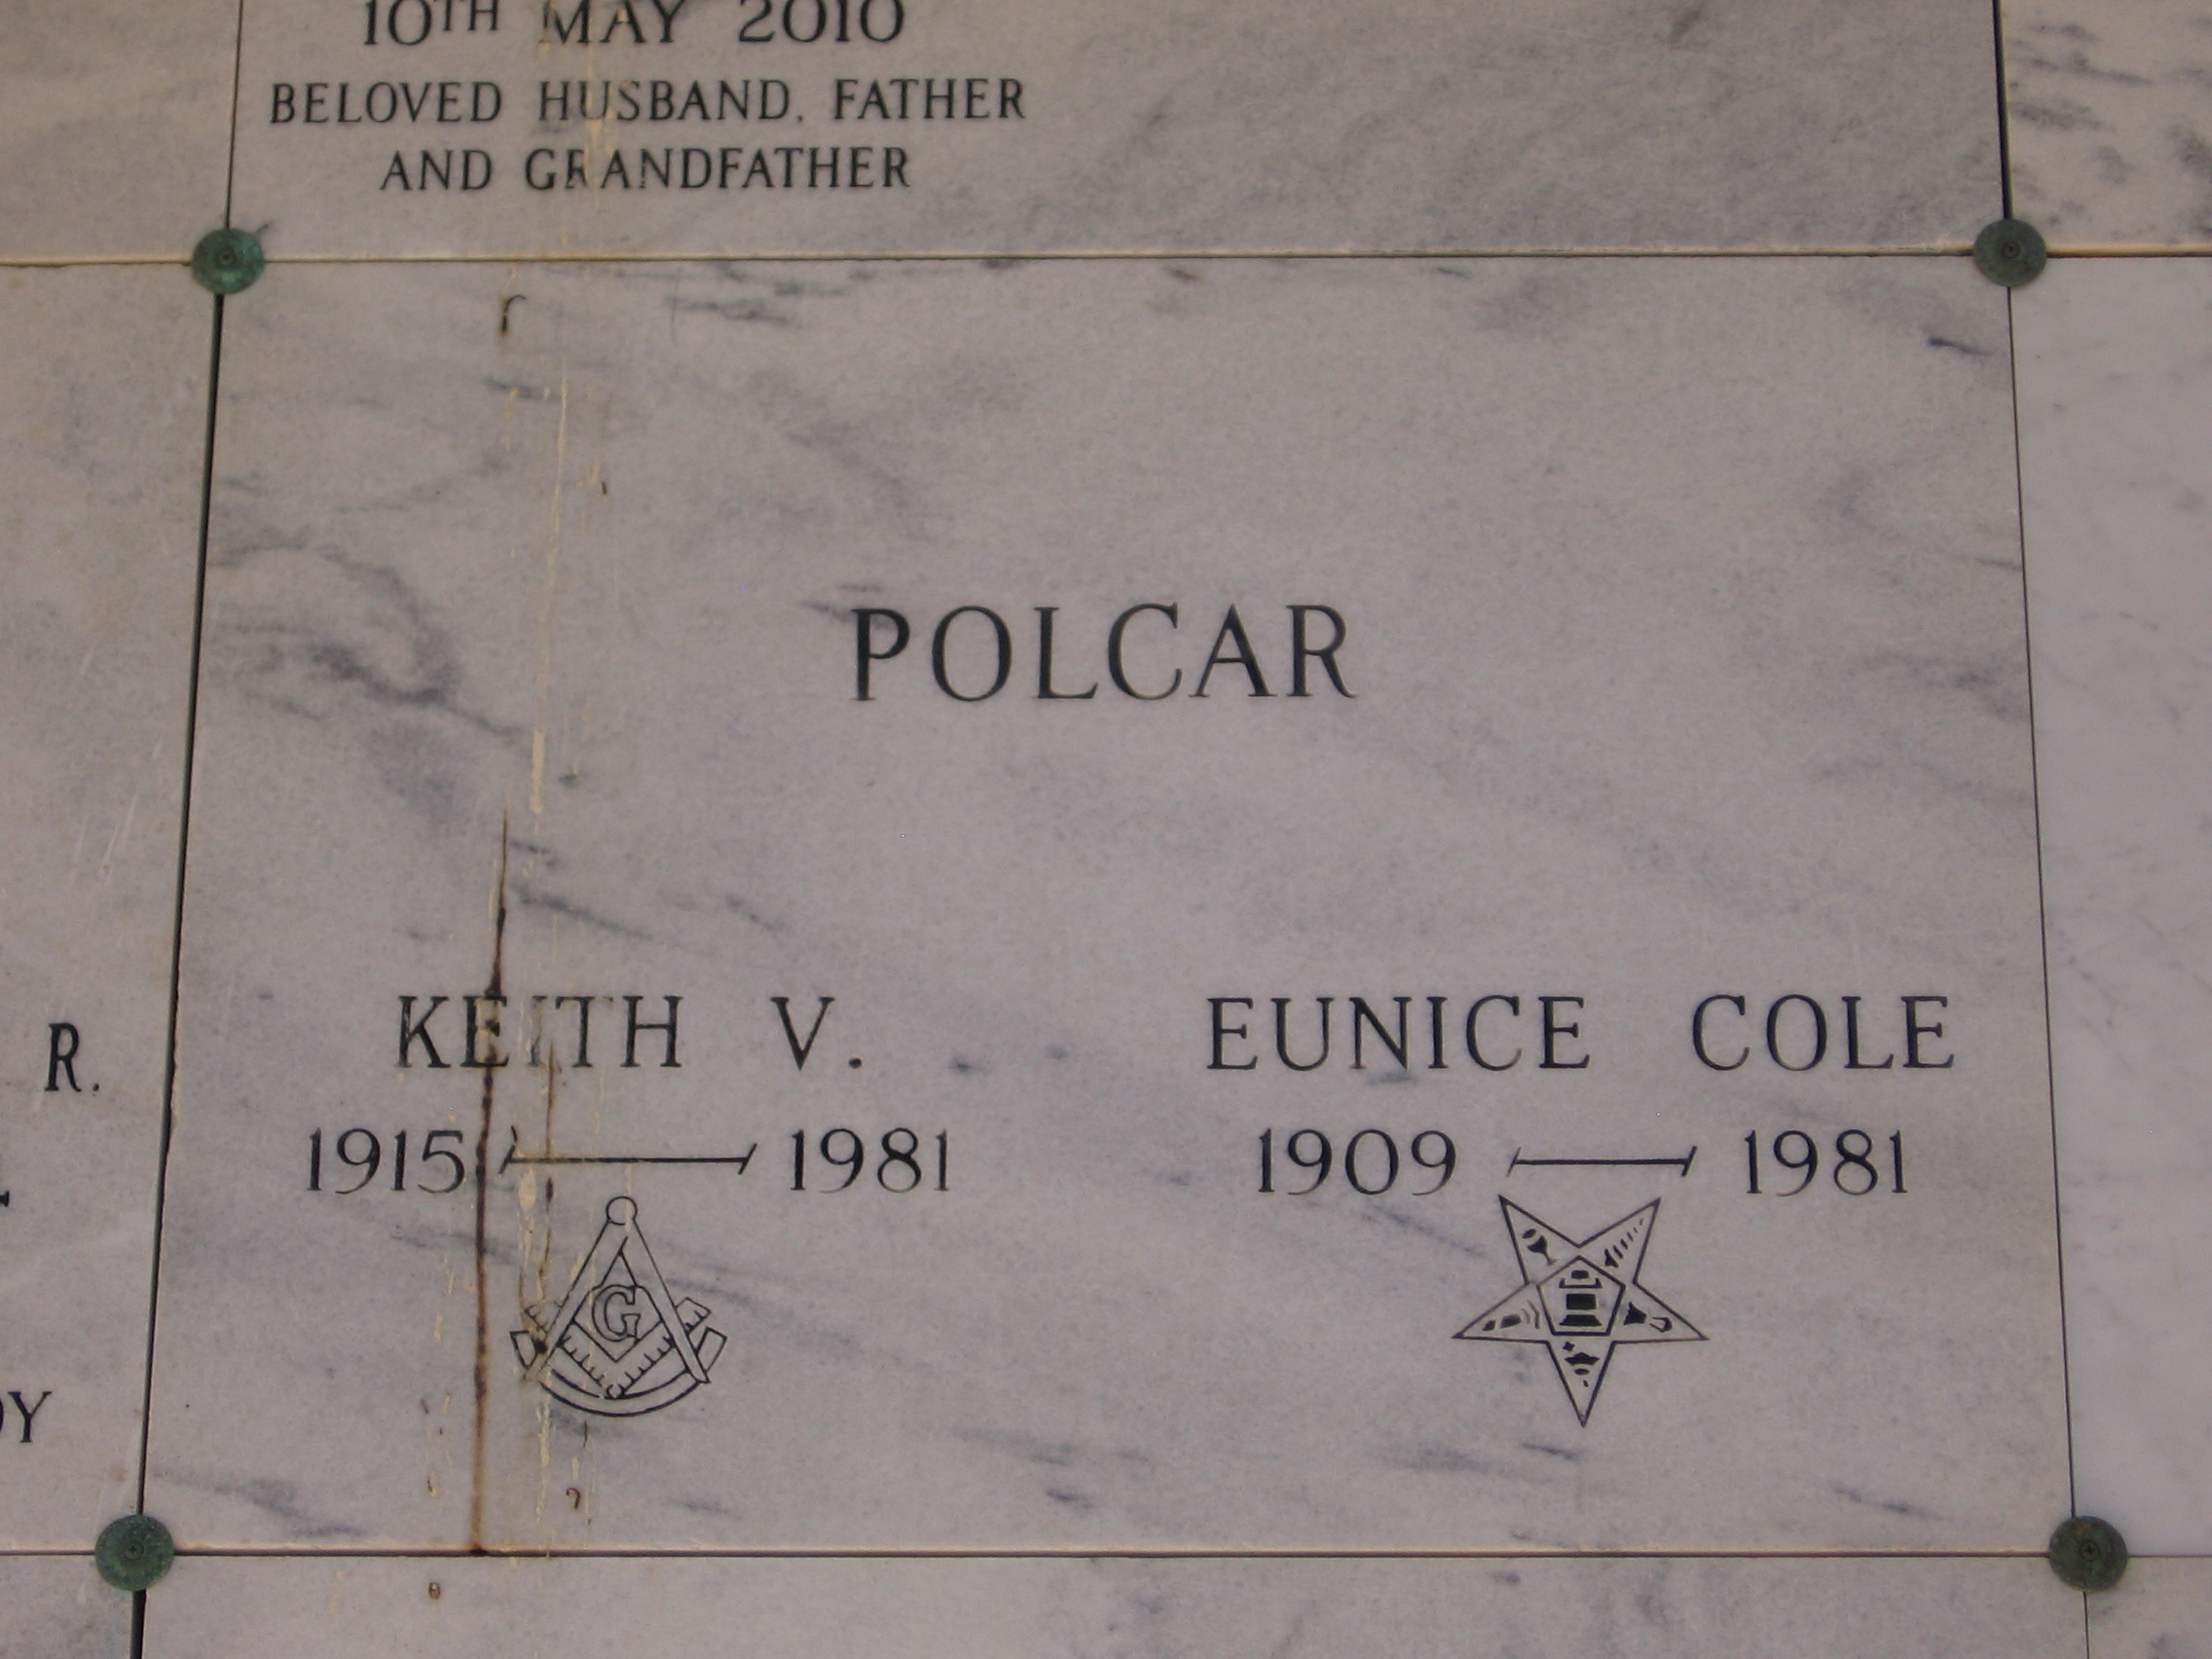 10TH MAY 2010
BELOVED HUSBAND, FATHER
AND GRANDFATHER
POLCAR
KEITH V.
EUNICE COLE
1915 — 1981
1909 — 1981
G
R.